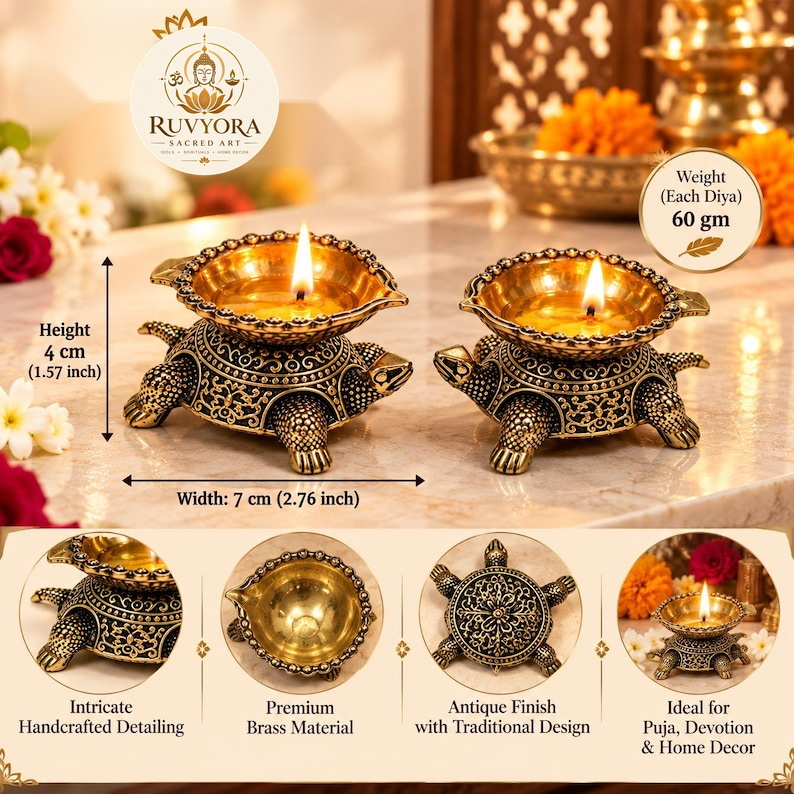 RUVYORA
SACRED ART
IDOLS • SPIRITUALS • HOME DECOR
Weight
(Each Diya)
60 gm
Height
4 cm
(1.57 inch)
Width: 7 cm (2.76 inch)
Intricate
Handcrafted Detailing
Premium
Brass Material
Antique Finish
with Traditional Design
Ideal for
Puja, Devotion
& Home Decor
ॐ